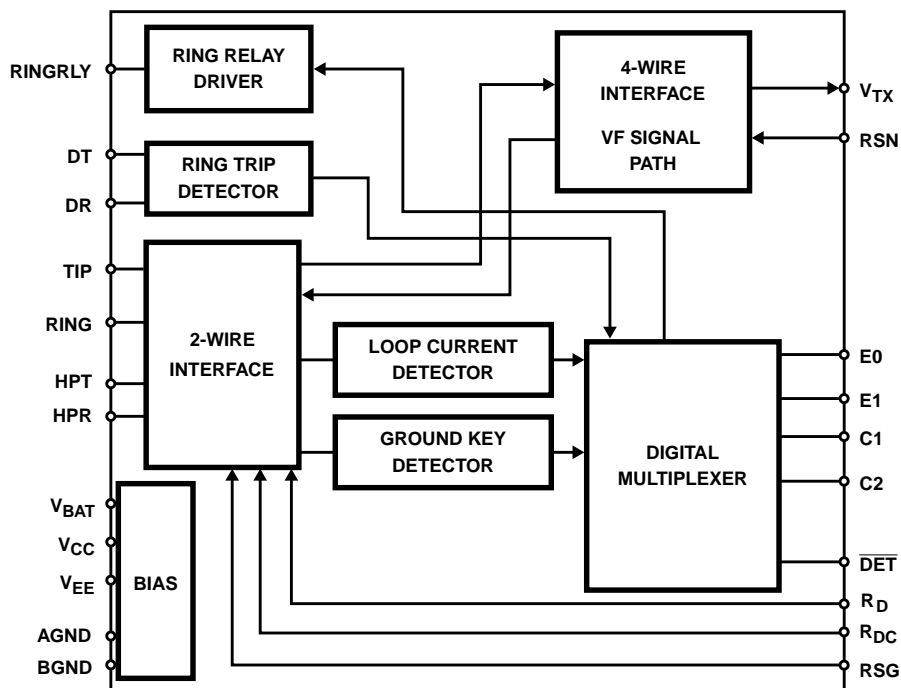 RINGRLY
RING RELAY
DRIVER
4-WIRE
INTERFACE
VF SIGNAL
PATH
VTX
RSN
DT
DR
RING TRIP
DETECTOR
TIP
RING
HPT
HPR
2-WIRE
INTERFACE
LOOP CURRENT
DETECTOR
GROUND KEY
DETECTOR
DIGITAL
MULTIPLEXER
E0
E1
C1
C2
DET
RD
RDC
RSG
VBAT
VCC
VEE
AGND
BGND
BIAS